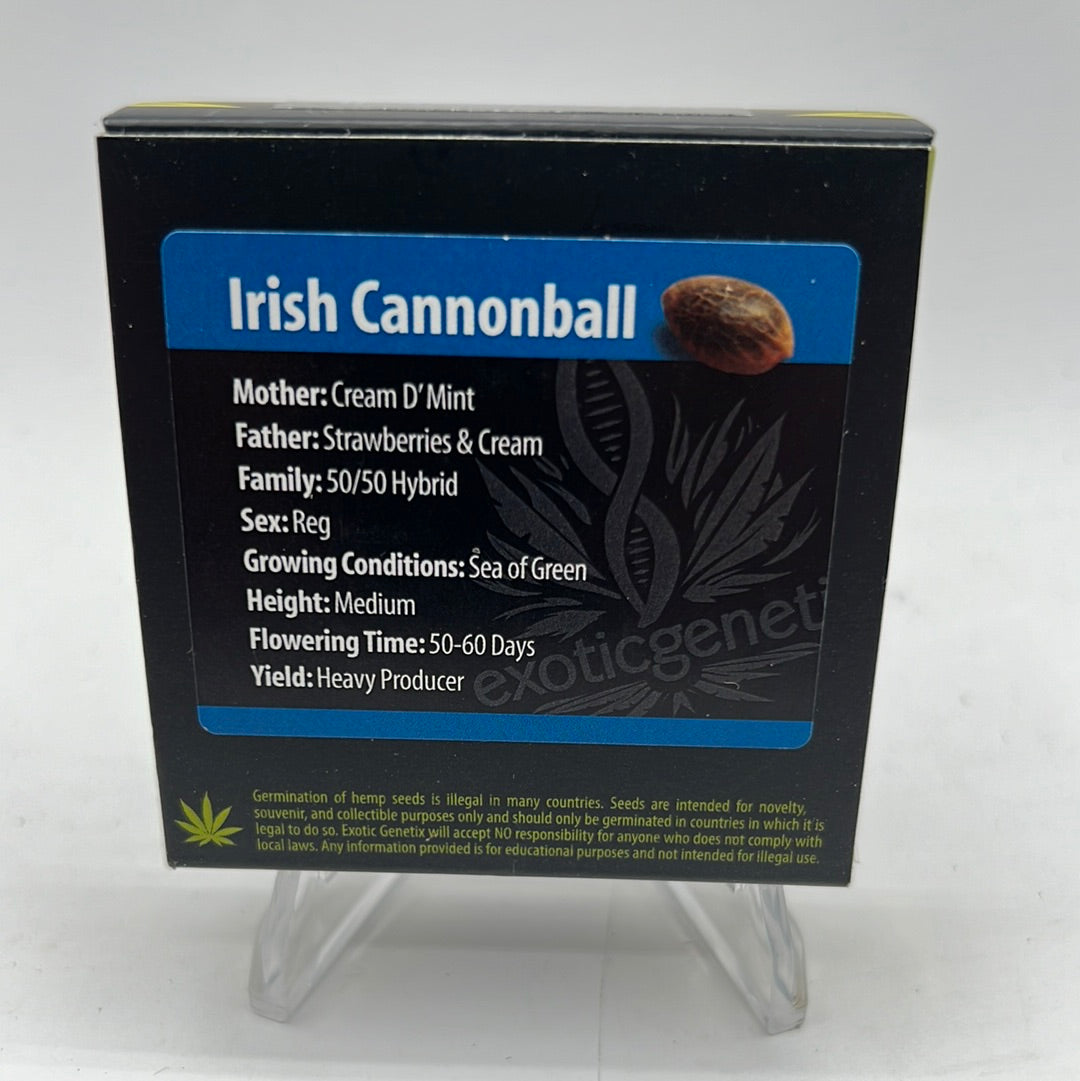 Irish Cannonball
Mother: Cream D' Mint
Father: Strawberries & Cream
Family: 50/50 Hybrid
Sex: Reg
Growing Conditions: Sea of Green
Height: Medium
Flowering Time: 50-60 Days
Yield: Heavy Producer
exoticgeneti
Germination of hemp seeds is illegal in many countries. Seeds are intended for novelty,
souvenir, and collectible purposes only and should only be germinated in countries in which it is
legal to do so. Exotic Genetix will accept NO responsibility for anyone who does not comply with
local laws. Any information provided is for educational purposes and not intended for illegal use.